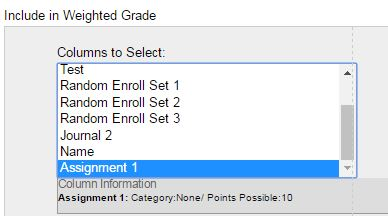 Include in Weighted Grade
Columns to Select:
Test
Random Enroll Set 1
Random Enroll Set 2
Random Enroll Set 3
Journal 2
Name
Assignment 1
Column Information
Assignment 1: Category:None/ Points Possible:10